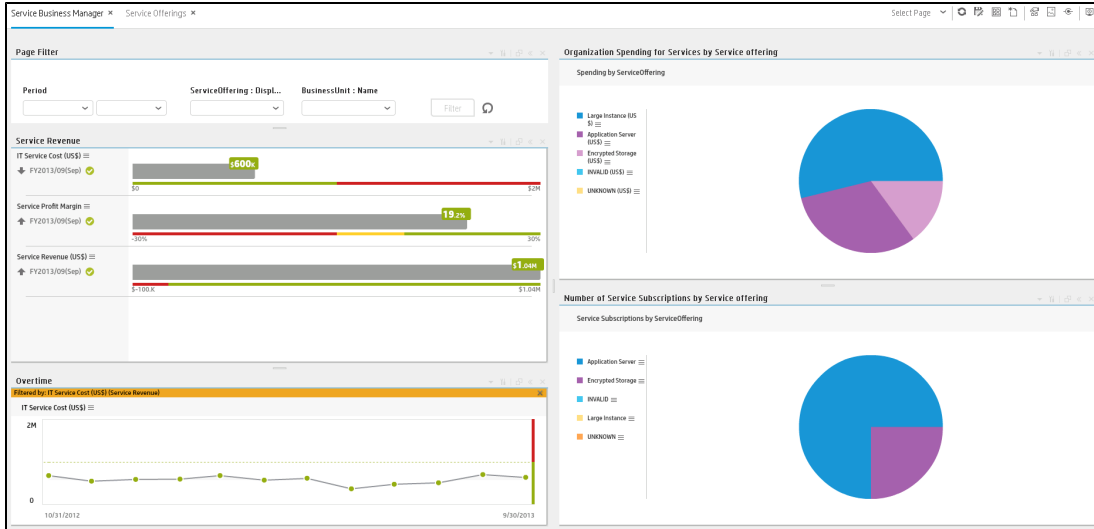 Service Business Manager × Service Offerings × Select Page
Page Filter
Period ServiceOffering : Displ... BusinessUnit : Name
Filter
Service Revenue
IT Service Cost (US$)
FY2013/09(Sep)
$600K
$0 $2M
Service Profit Margin
FY2013/09(Sep)
19.2%
-30% 30%
Service Revenue (US$)
FY2013/09(Sep)
$1.04M
$-100.K $1.04M
Overtime
Filtered by: IT Service Cost (US$) (Service Revenue)
IT Service Cost (US$)
2M
0
10/31/2012 9/30/2013
Organization Spending for Services by Service offering
Spending by ServiceOffering
Large Instance (US
$)
Application Server
(US$)
Encrypted Storage
(US$)
INVALID (US$)
UNKNOWN (US$)
Number of Service Subscriptions by Service offering
Service Subscriptions by ServiceOffering
Application Server
Encrypted Storage
INVALID
Large Instance
UNKNOWN